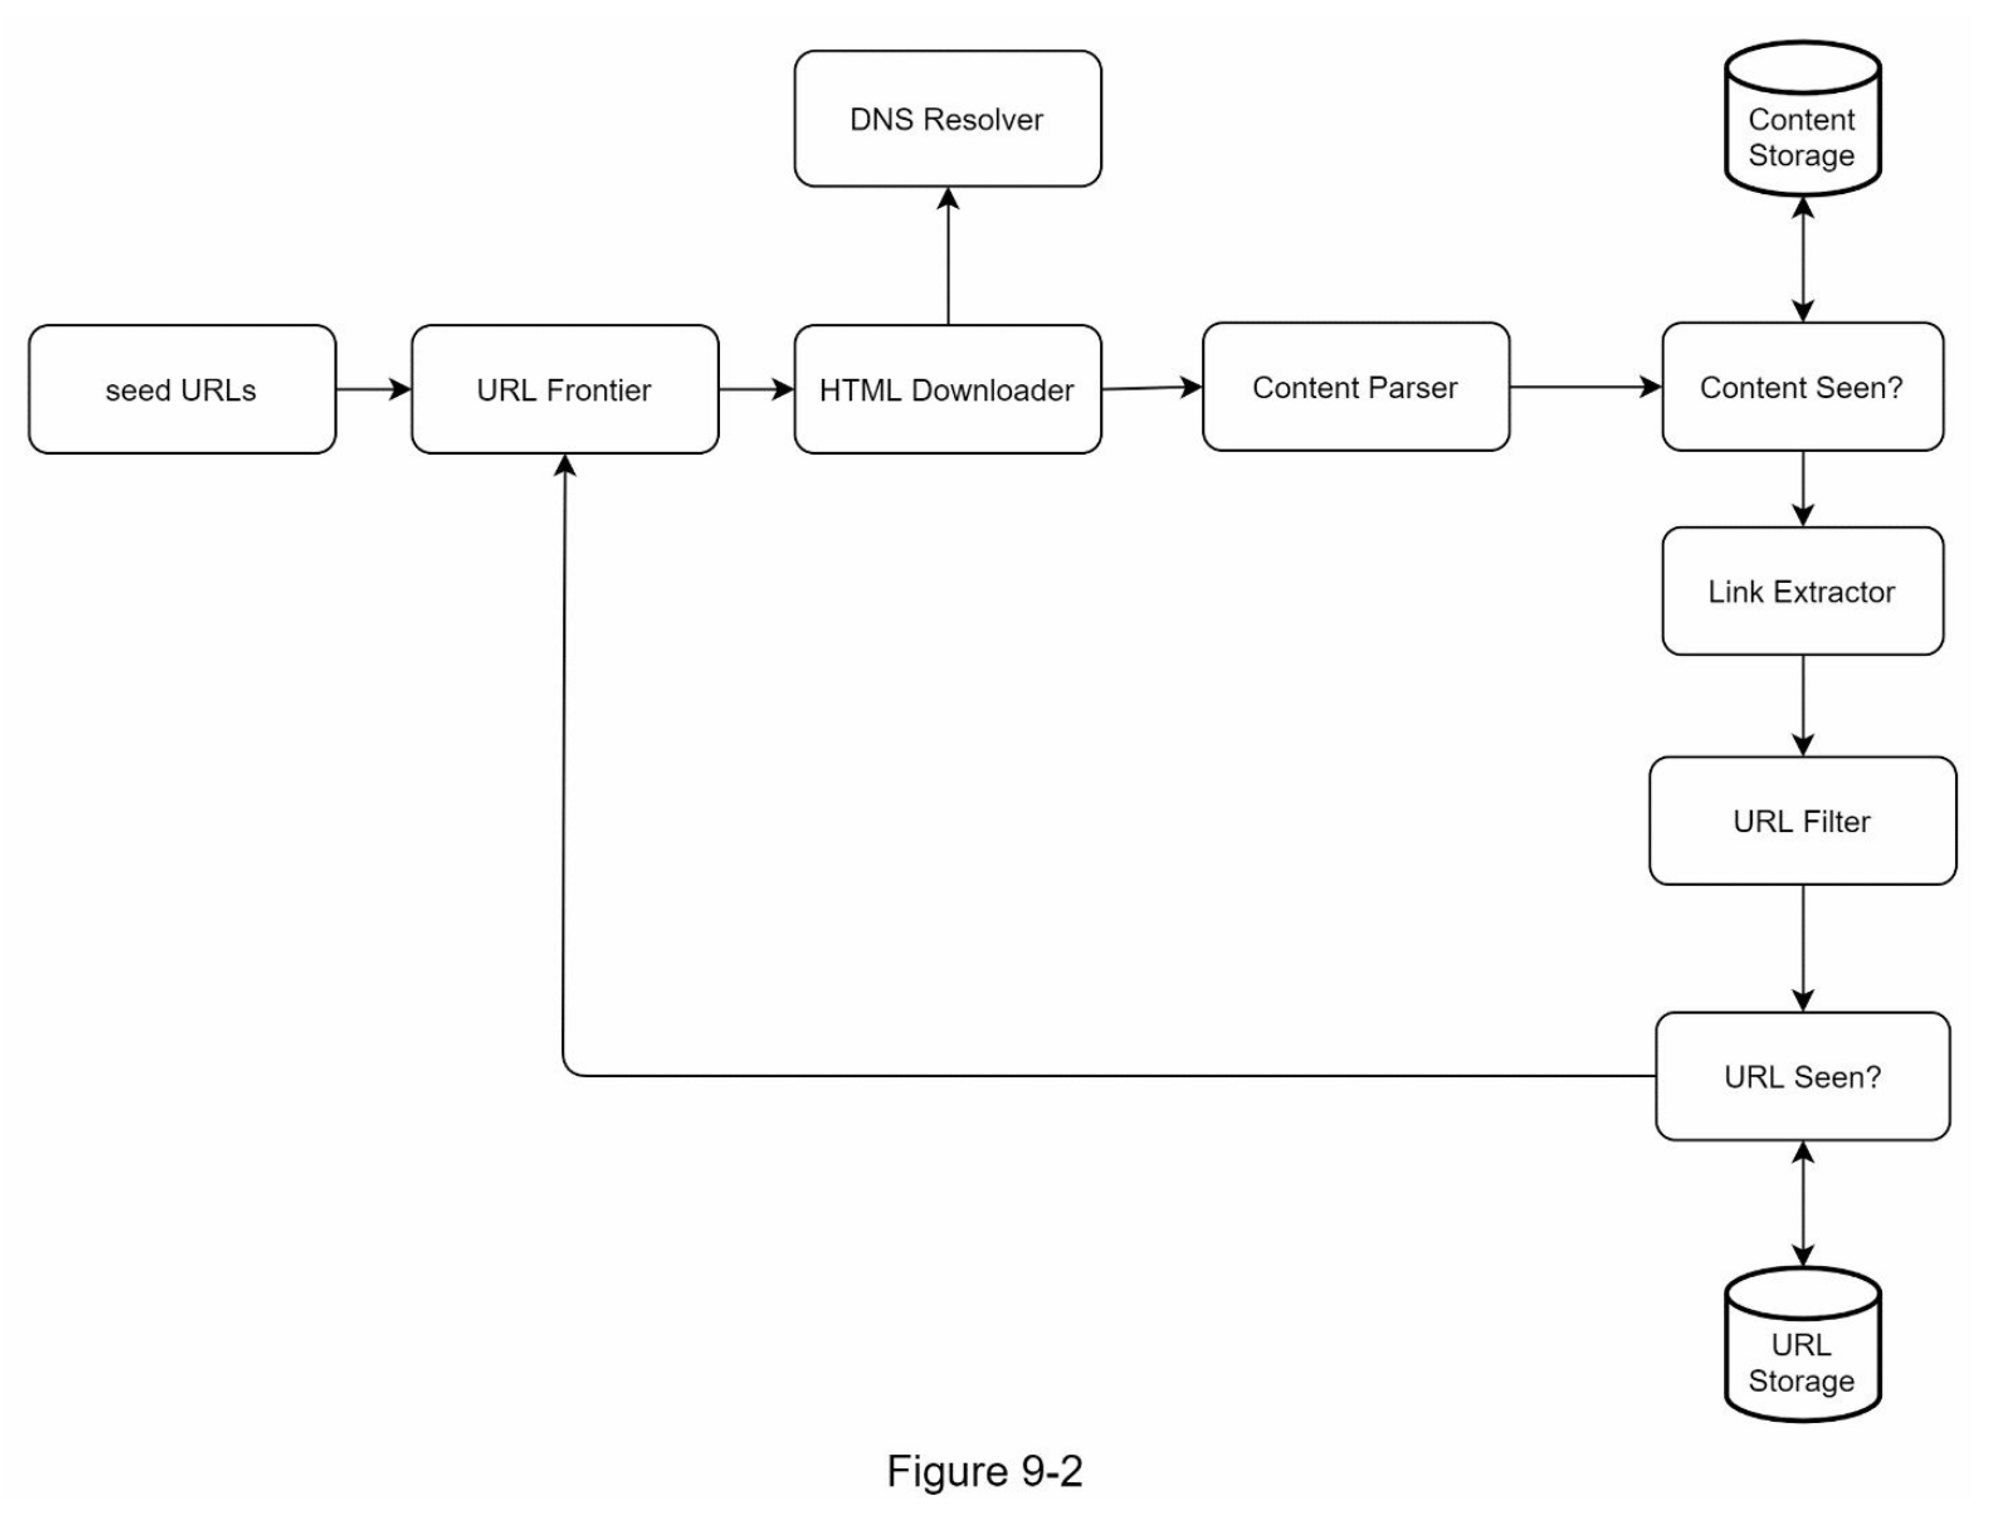 DNS Resolver
Content
Storage
seed URLs
URL Frontier
HTML Downloader
Content Parser
Content Seen?
Link Extractor
URL Filter
URL Seen?
URL
Storage
Figure 9-2